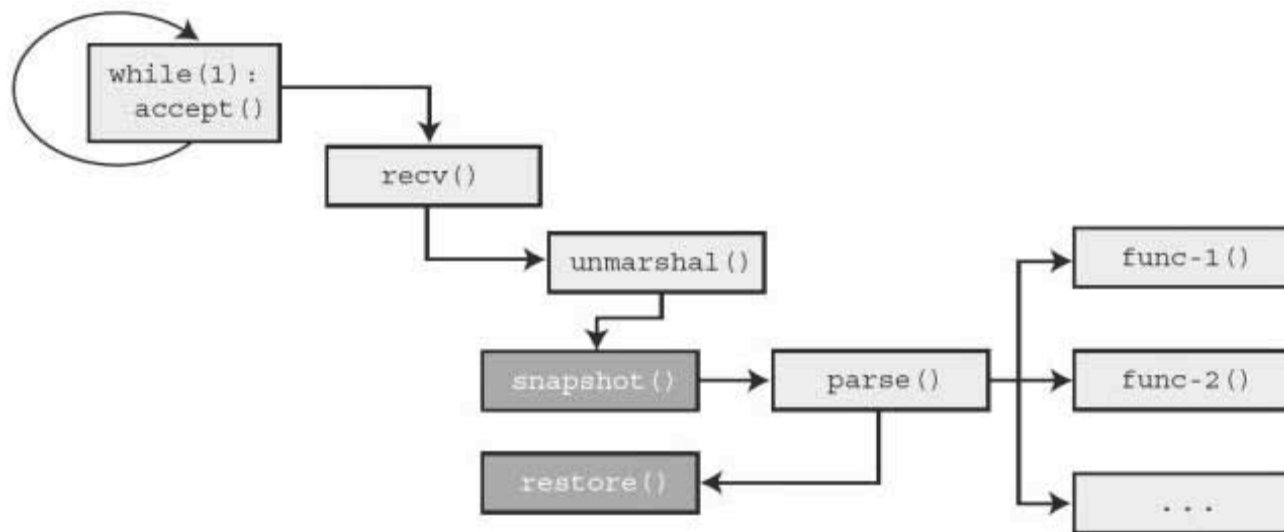 while(1):
accept()
recv()
unmarshal()
func-1()
snapshot()
parse()
func-2()
restore()
...